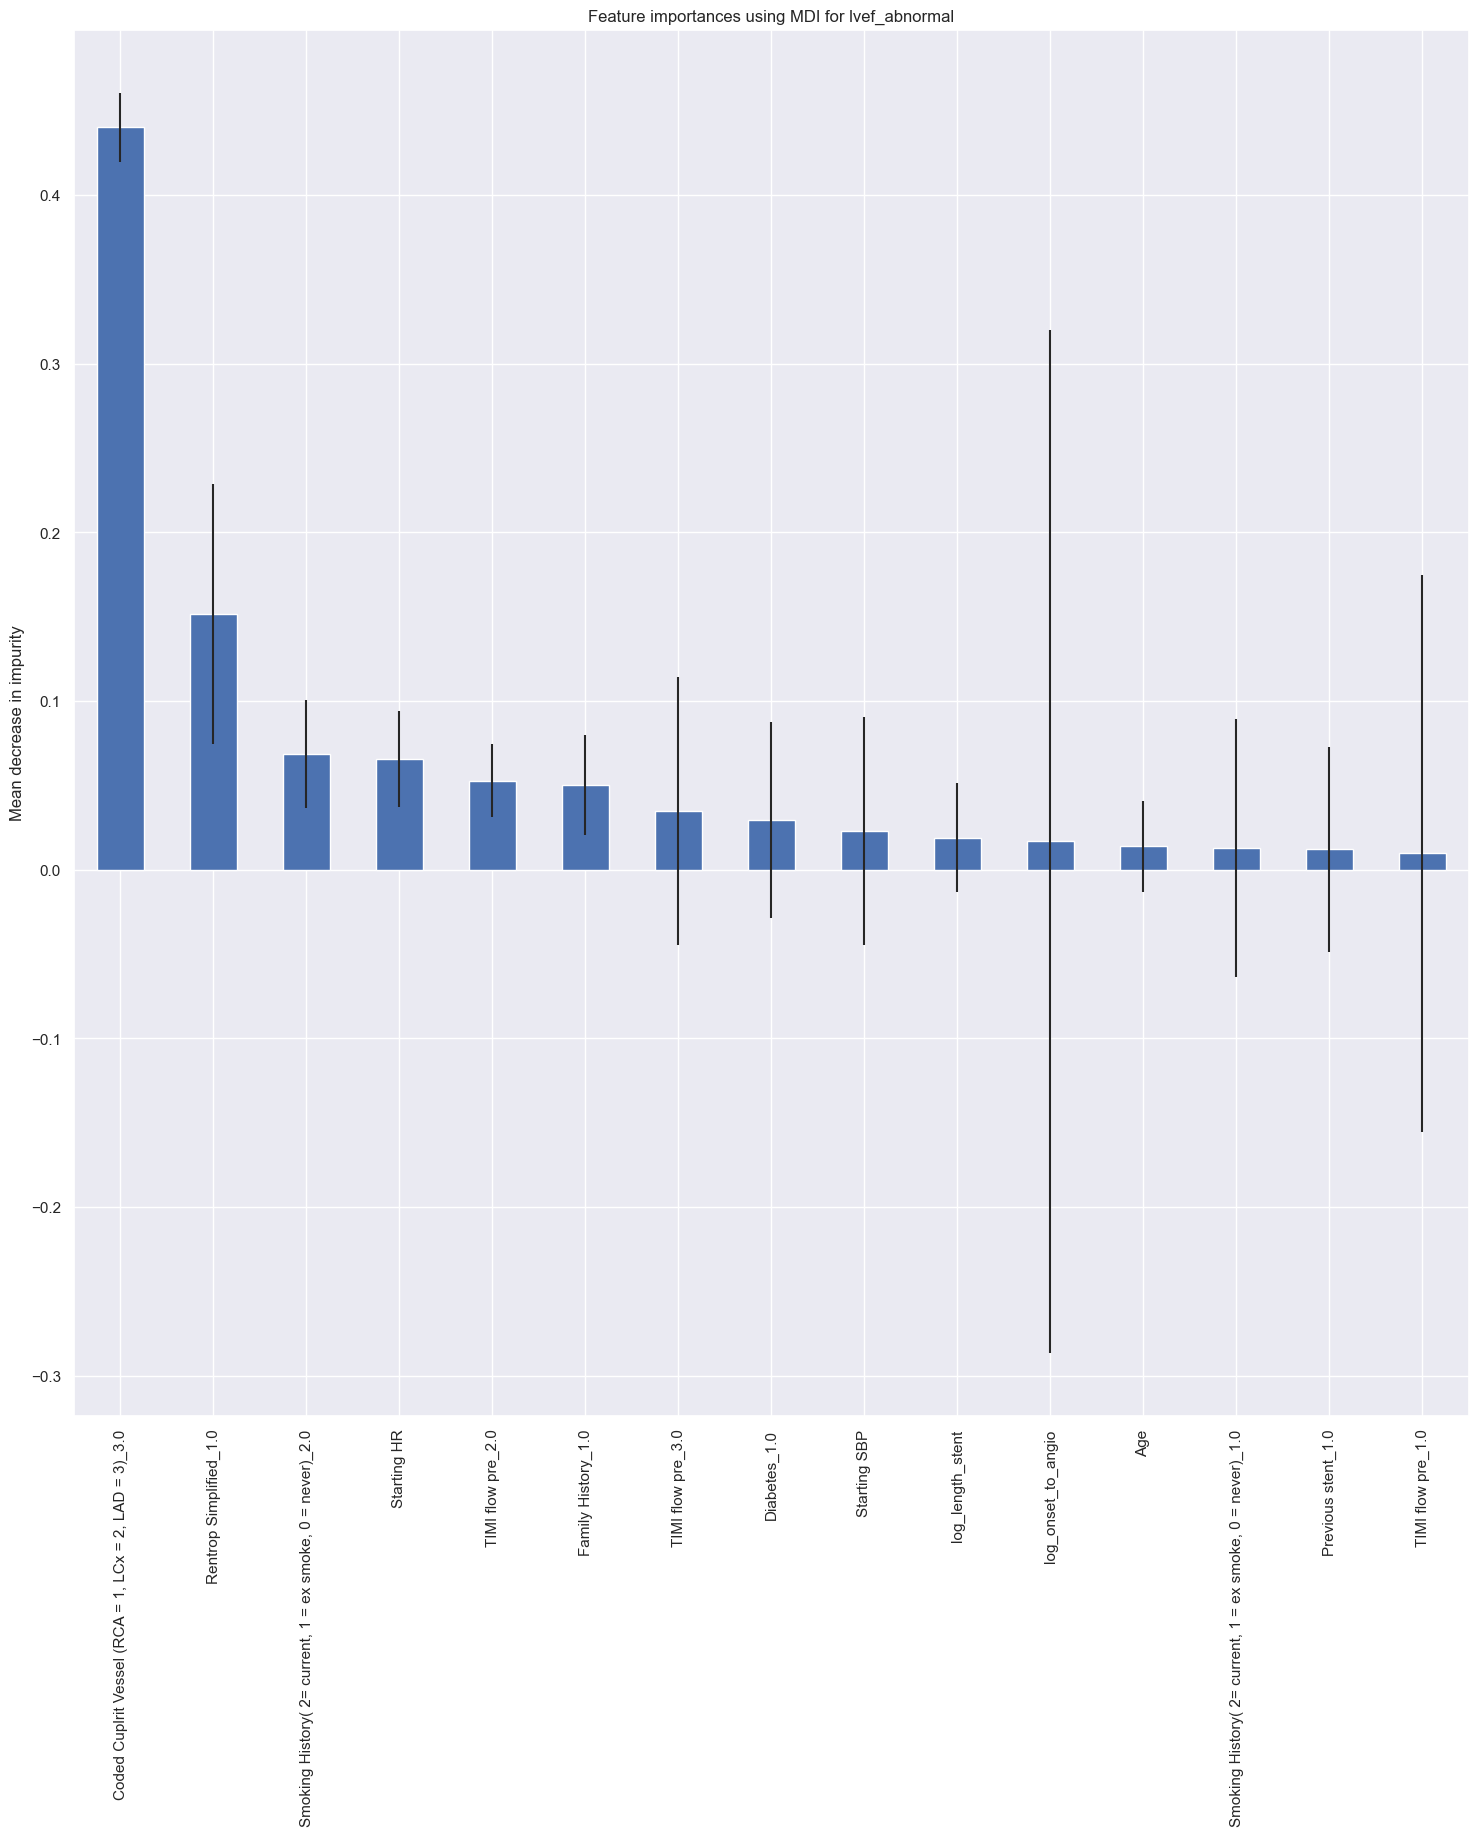 Feature importances using MDI for lvef_abnormal
Mean decrease in impurity
0.4
0.3
0.2
0.1
0.0
−0.1
−0.2
−0.3
Coded Cuplrit Vessel (RCA = 1, LCx = 2, LAD = 3)_3.0
Rentrop Simplified_1.0
Smoking History( 2= current, 1 = ex smoke, 0 = never)_2.0
Starting HR
TIMI flow pre_2.0
Family History_1.0
TIMI flow pre_3.0
Diabetes_1.0
Starting SBP
log_length_stent
log_onset_to_angio
Age
Smoking History( 2= current, 1 = ex smoke, 0 = never)_1.0
Previous stent_1.0
TIMI flow pre_1.0